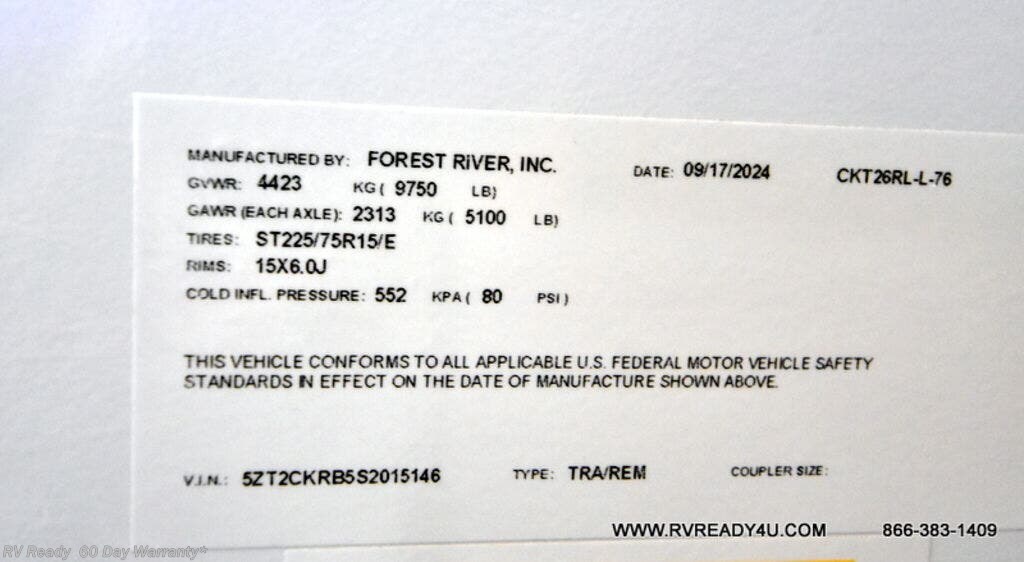 MANUFACTURED BY: FOREST RIVER, INC. DATE: 09/17/2024 CKT26RL-L-76
GVWR: 4423 KG ( 9750 LB)
GAWR (EACH AXLE): 2313 KG ( 5100 LB)
TIRES: ST225/75R15/E
RIMS: 15X6.0J
COLD INFL. PRESSURE: 552 KPA ( 80 PSI )
THIS VEHICLE CONFORMS TO ALL APPLICABLE U.S. FEDERAL MOTOR VEHICLE SAFETY
STANDARDS IN EFFECT ON THE DATE OF MANUFACTURE SHOWN ABOVE.
V.I.N.: 5ZT2CKRB5S2015146 TYPE: TRA/REM COUPLER SIZE:
WWW.RVREADY4U.COM 866-383-1409
RV Ready 60 Day Warranty*